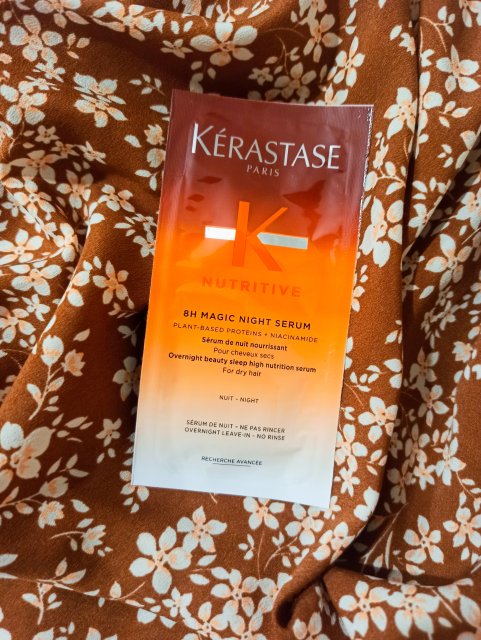 KÉRASTASE
PARIS
K
NUTRITIVE
8H MAGIC NIGHT SERUM
PLANT-BASED PROTEINS + NIACINAMIDE
Sérum de nuit nourrissant
Pour cheveux secs
Overnight beauty sleep high nutrition serum
For dry hair
NUIT - NIGHT
SÉRUM DE NUIT - NE PAS RINCER
OVERNIGHT LEAVE-IN - NO RINSE
RECHERCHE AVANCÉE